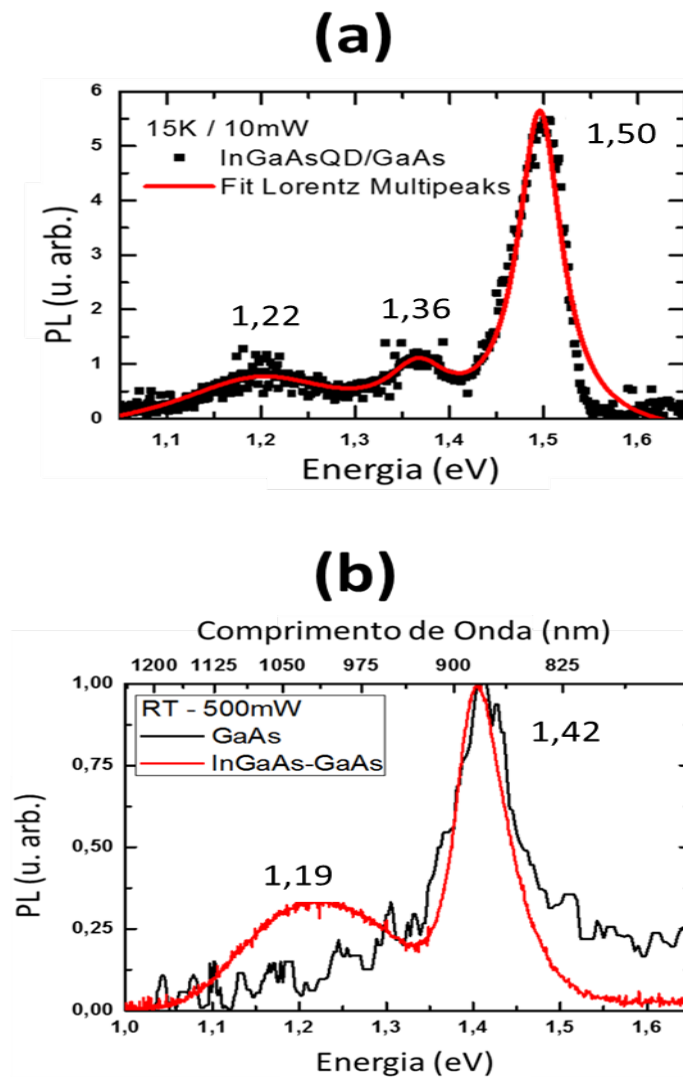 (a)
6
5
4
3
2
1
0
PL (u. arb.)
15K / 10mW
InGaAsQD/GaAs
Fit Lorentz Multipeaks
1,50
1,22
1,36
1,1 1,2 1,3 1,4 1,5 1,6
Energia (eV)
(b)
Comprimento de Onda (nm)
1200 1125 1050 975 900 825
1,00
0,75
0,50
0,25
0,00
PL (u. arb.)
RT - 500mW
GaAs
InGaAs-GaAs
1,42
1,19
1,0 1,1 1,2 1,3 1,4 1,5 1,6
Energia (eV)